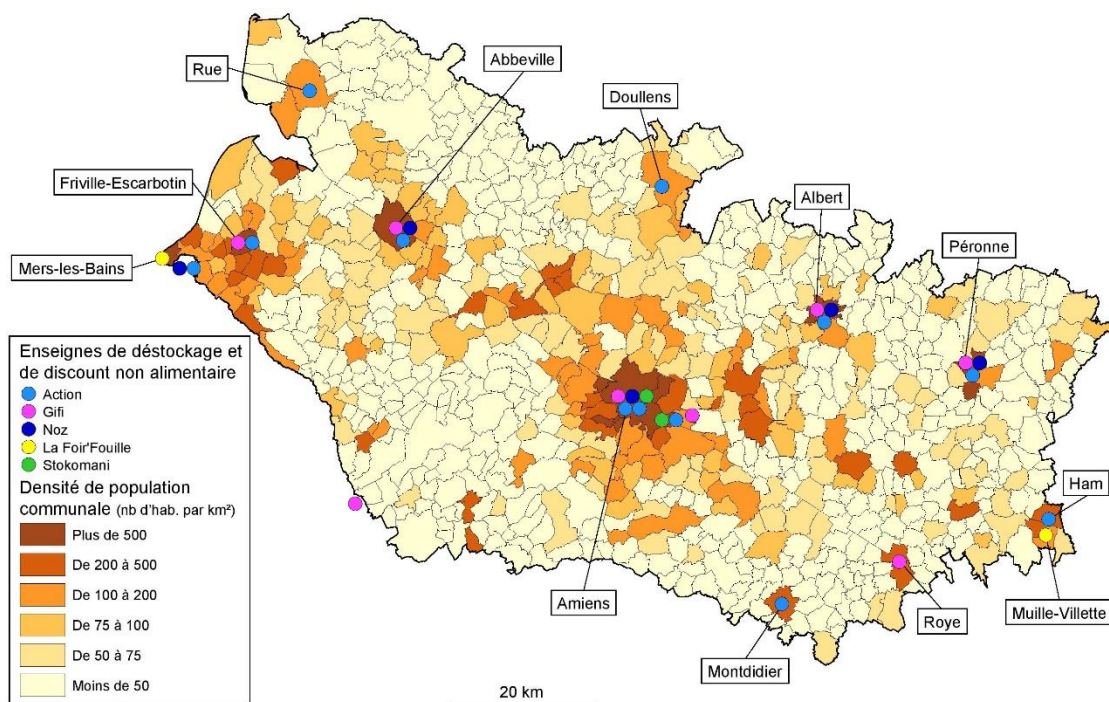 Rue
Abbeville
Doullens
Friville-Escarbotin
Albert
Péronne
Mers-les-Bains
Enseignes de déstockage et
de discount non alimentaire
Action
Gifi
Noz
La Foir'Fouille
Stokomani
Densité de population
communale (nb d'hab. par km²)
Plus de 500
De 200 à 500
De 100 à 200
De 75 à 100
De 50 à 75
Moins de 50
Ham
Amiens
Roye
Muille-Villette
Montdidier
20 km